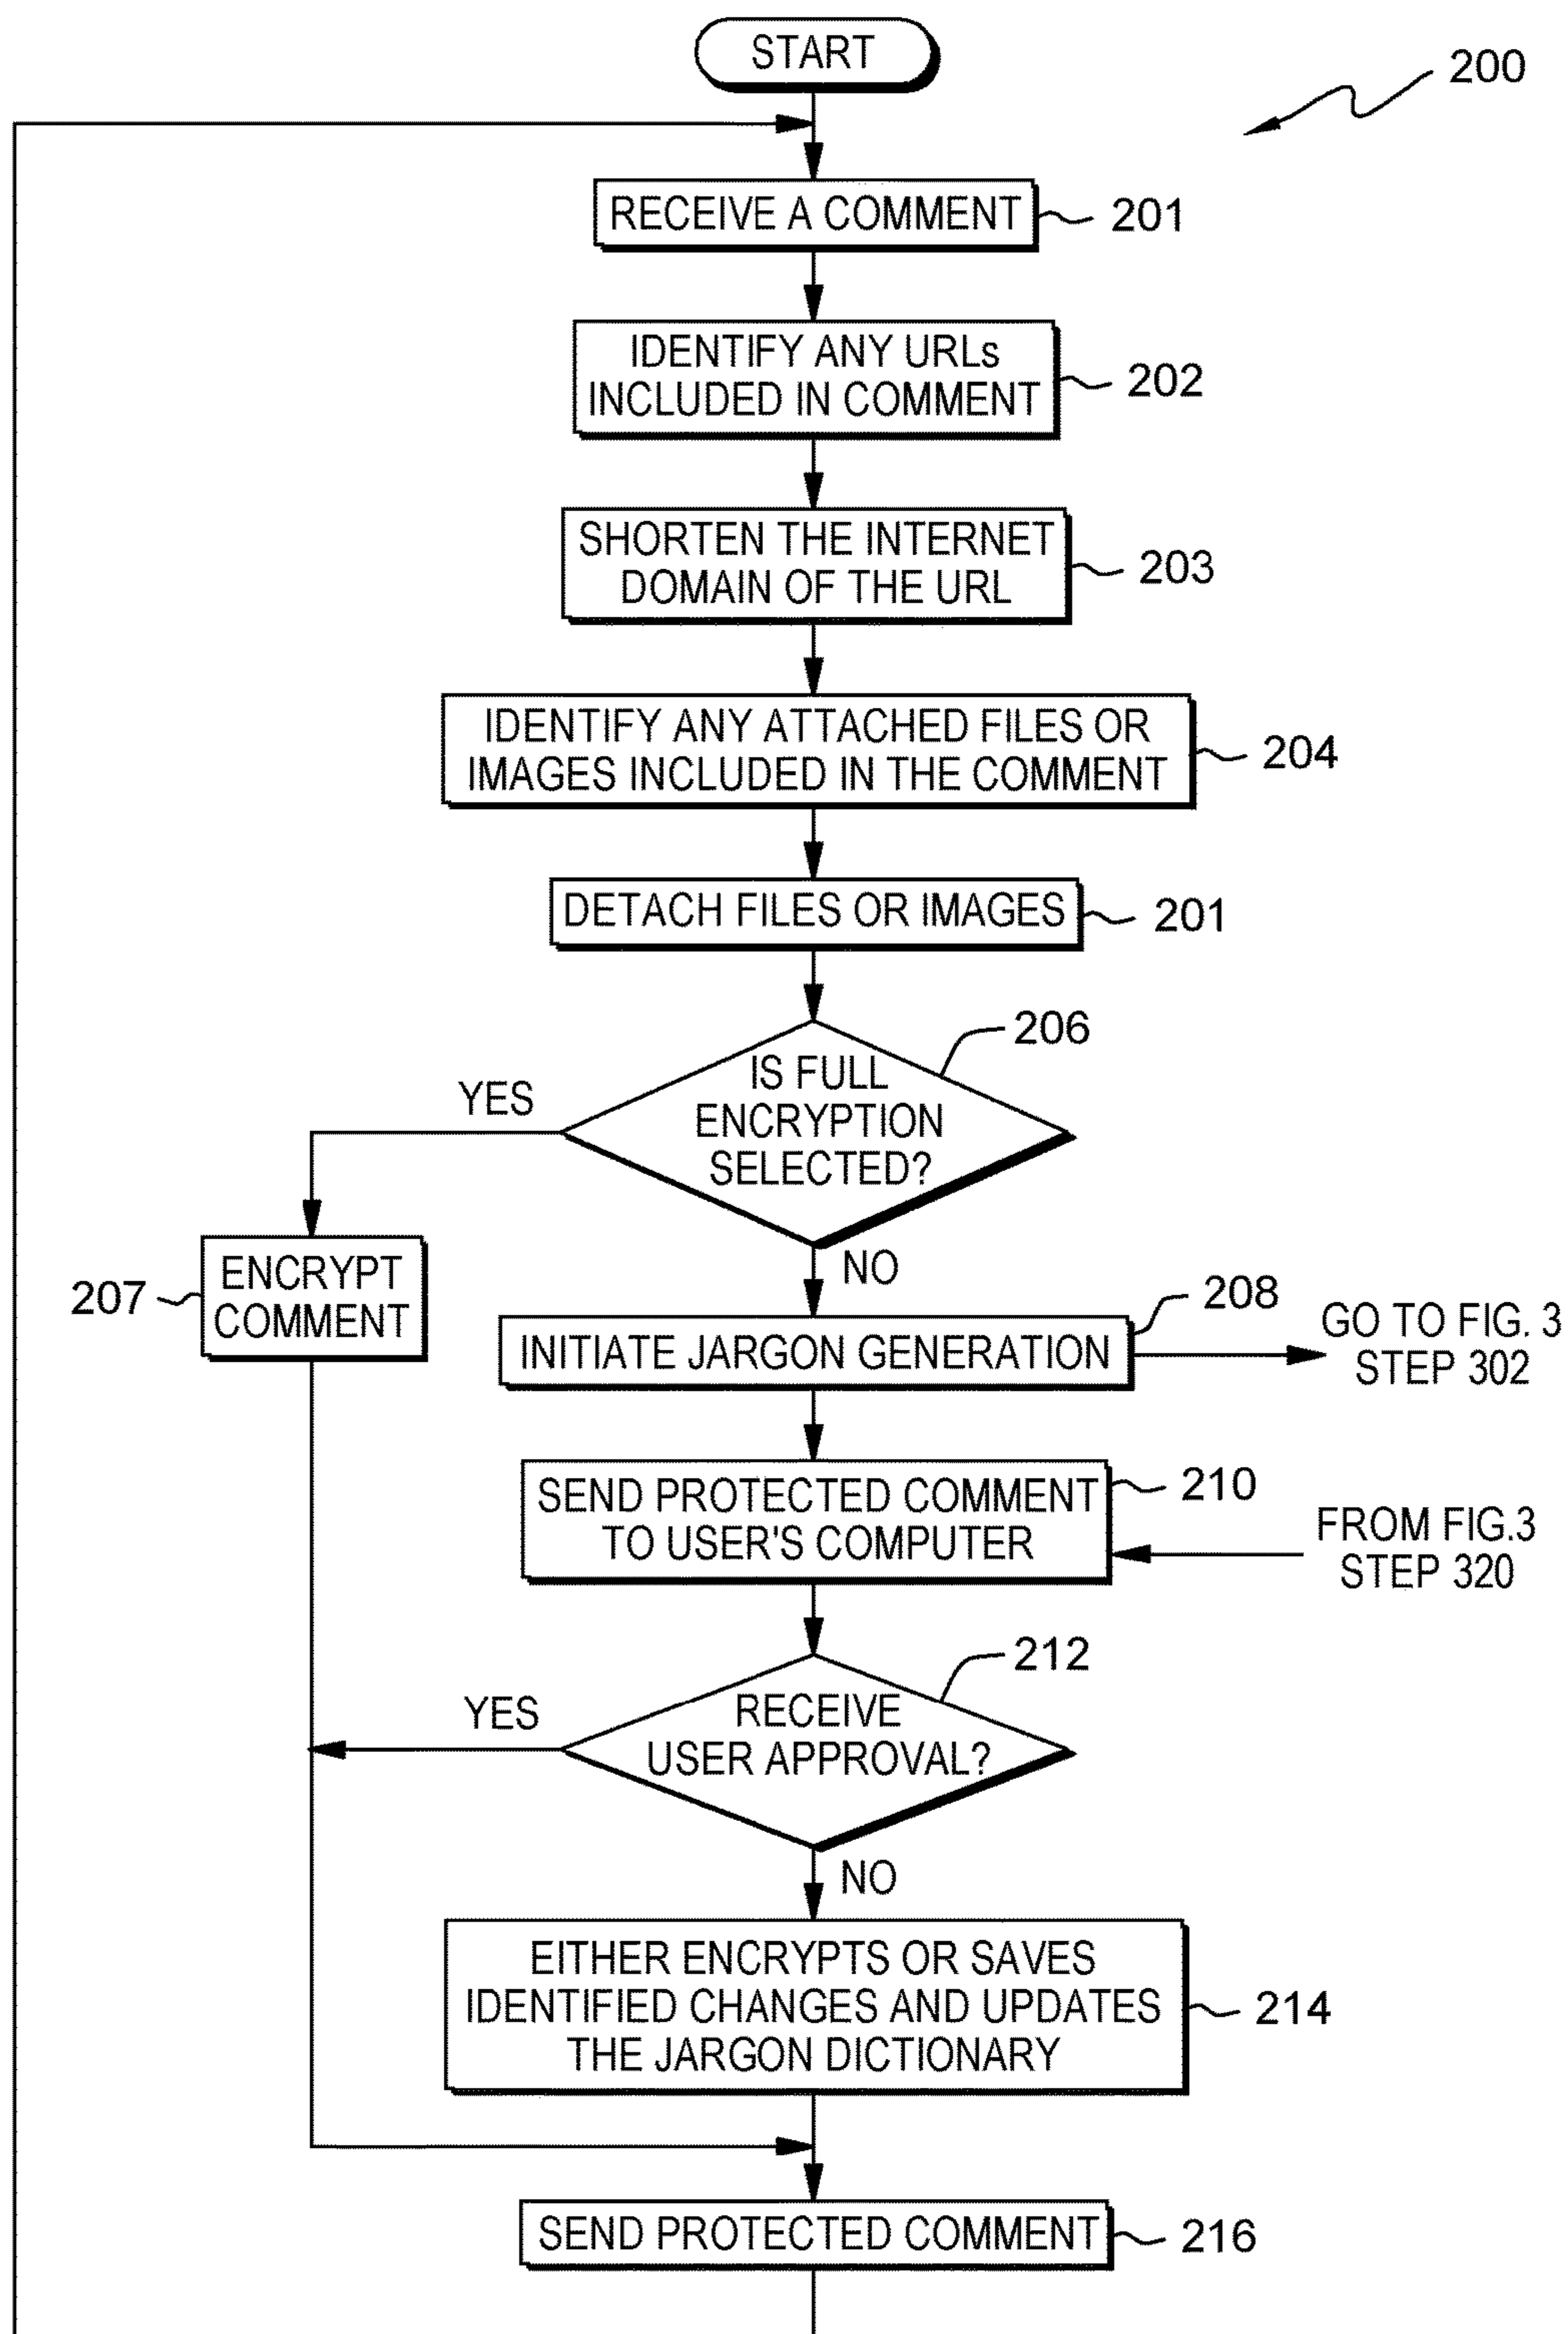 START
200
RECEIVE A COMMENT
201
IDENTIFY ANY URLs
INCLUDED IN COMMENT
202
SHORTEN THE INTERNET
DOMAIN OF THE URL
203
IDENTIFY ANY ATTACHED FILES OR
IMAGES INCLUDED IN THE COMMENT
204
DETACH FILES OR IMAGES
201
206
IS FULL
ENCRYPTION
SELECTED?
YES
NO
207
ENCRYPT
COMMENT
208
INITIATE JARGON GENERATION
GO TO FIG. 3
STEP 302
SEND PROTECTED COMMENT
TO USER'S COMPUTER
210
FROM FIG.3
STEP 320
212
RECEIVE
USER APPROVAL?
YES
NO
EITHER ENCRYPTS OR SAVES
IDENTIFIED CHANGES AND UPDATES
THE JARGON DICTIONARY
214
SEND PROTECTED COMMENT
216